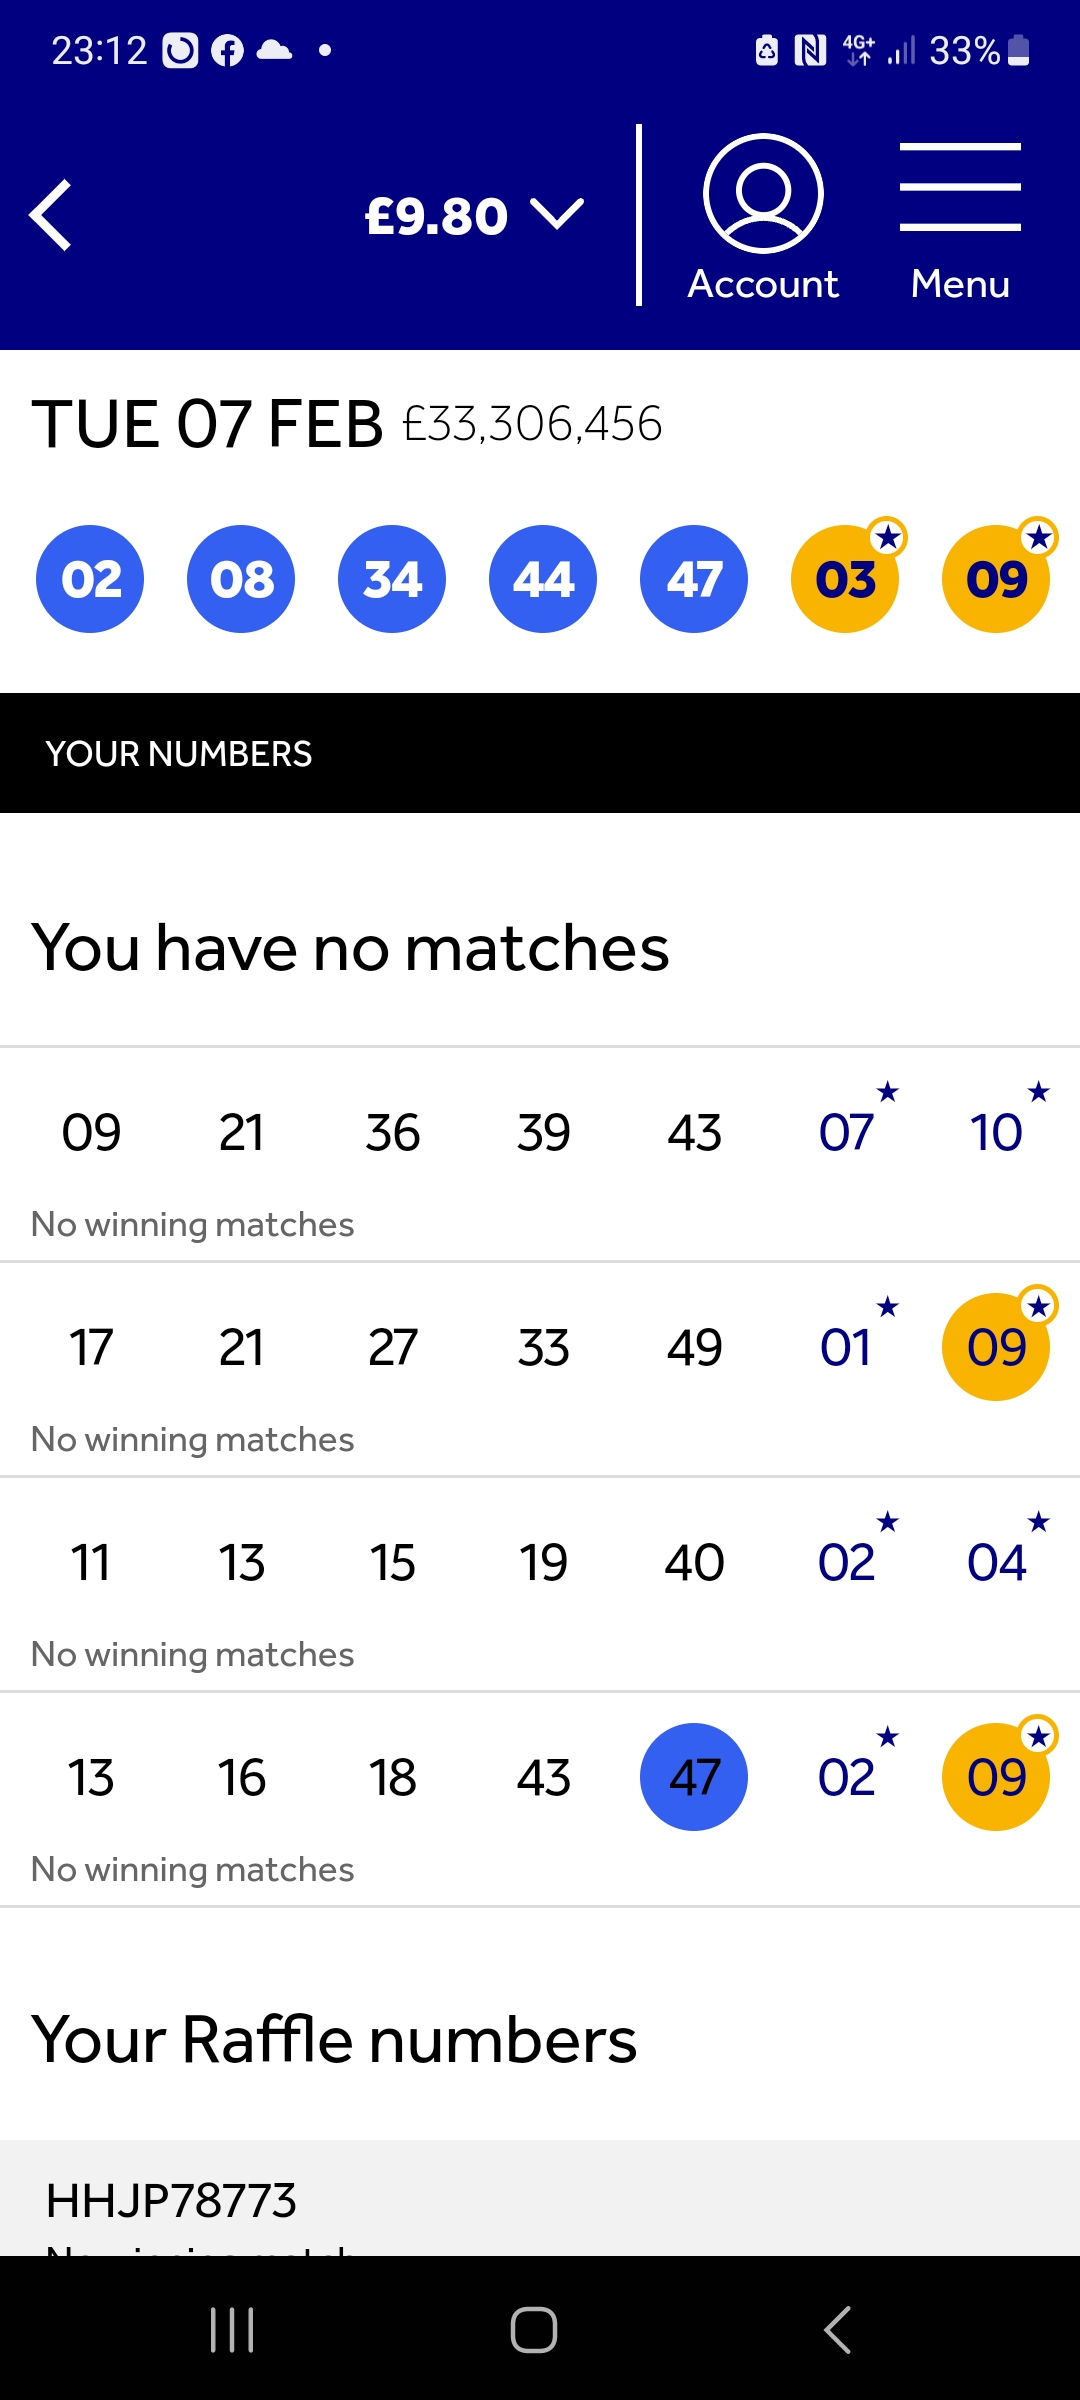 23:12 4G+ 33%
£9.80
Account Menu
TUE 07 FEB £33,306,456
02 08 34 44 47 03 09
YOUR NUMBERS
You have no matches
09 21 36 39 43 07 10
No winning matches
17 21 27 33 49 01 09
No winning matches
11 13 15 19 40 02 04
No winning matches
13 16 18 43 47 02 09
No winning matches
Your Raffle numbers
HHJP78773